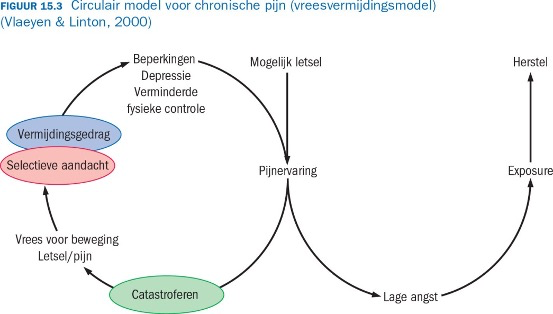 FIGUUR 15.3 Circulair model voor chronische pijn (vreesvermijdingsmodel)
(Vlaeyen & Linton, 2000)
Beperkingen
Depressie
Verminderde
fysieke controle
Mogelijk letsel
Herstel
Vermijdingsgedrag
Selectieve aandacht
Pijnervaring
Exposure
Vrees voor beweging
Letsel/pijn
Catastroferen
Lage angst